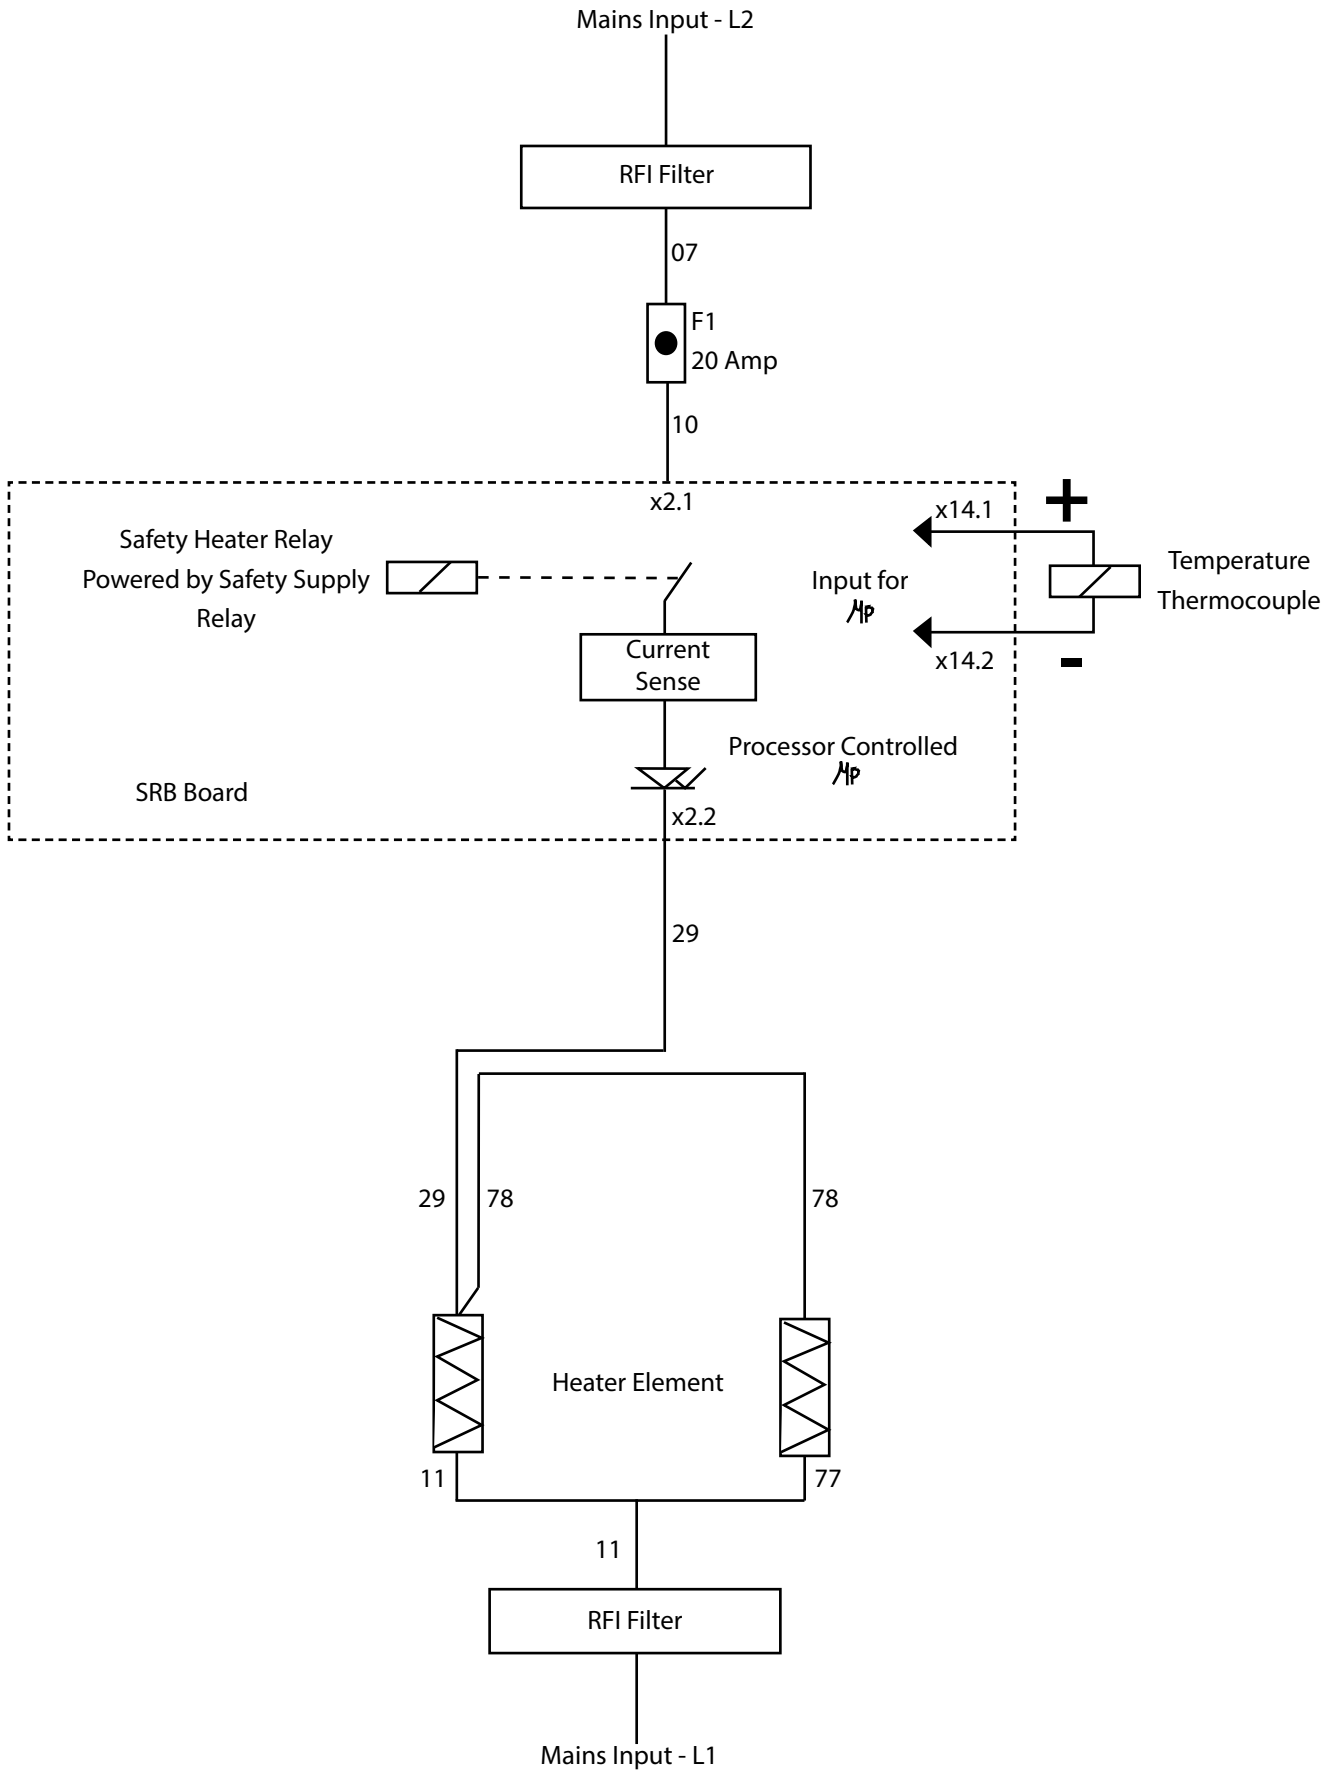 Mains Input - L2
RFI Filter
07
F1
20 Amp
10
x2.1
Safety Heater Relay
Powered by Safety Supply
Relay
x14.1
+
Input for
μp
Temperature
Thermocouple
x14.2
-
Current
Sense
Processor Controlled
μp
SRB Board
x2.2
29
29
78
78
Heater Element
11
77
11
RFI Filter
Mains Input - L1